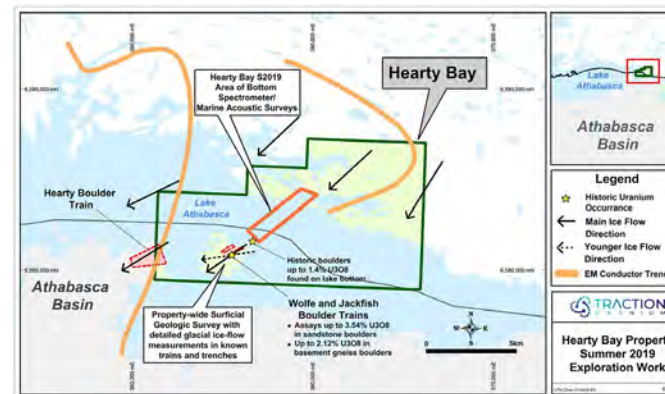 Hearty Bay S2019
Area of Bottom
Spectrometer/
Marine Acoustic Surveys
Hearty Bay
Hearty Boulder
Train
Lake
Athabasca
Historic boulders
up to 1.4% U3O8
found on lake bottom
Athabasca
Basin
Property-wide Surficial
Geologic Survey with
detailed glacial ice-flow
measurements in known
trains and trenches
Wolfe and Jackfish
Boulder Trains
• Assays up to 3.54% U3O8
in sandstone boulders
• Up to 2.12% U3O8 in
basement gneiss boulders
N
W
E
S
0
5km
Lake
Athabasca
Athabasca
Basin
Legend
Historic Uranium
Occurrence
Main Ice Flow
Direction
Younger Ice Flow
Direction
EM Conductor Trend
TRACTION
URANIUM
Hearty Bay Property
Summer 2019
Exploration Work